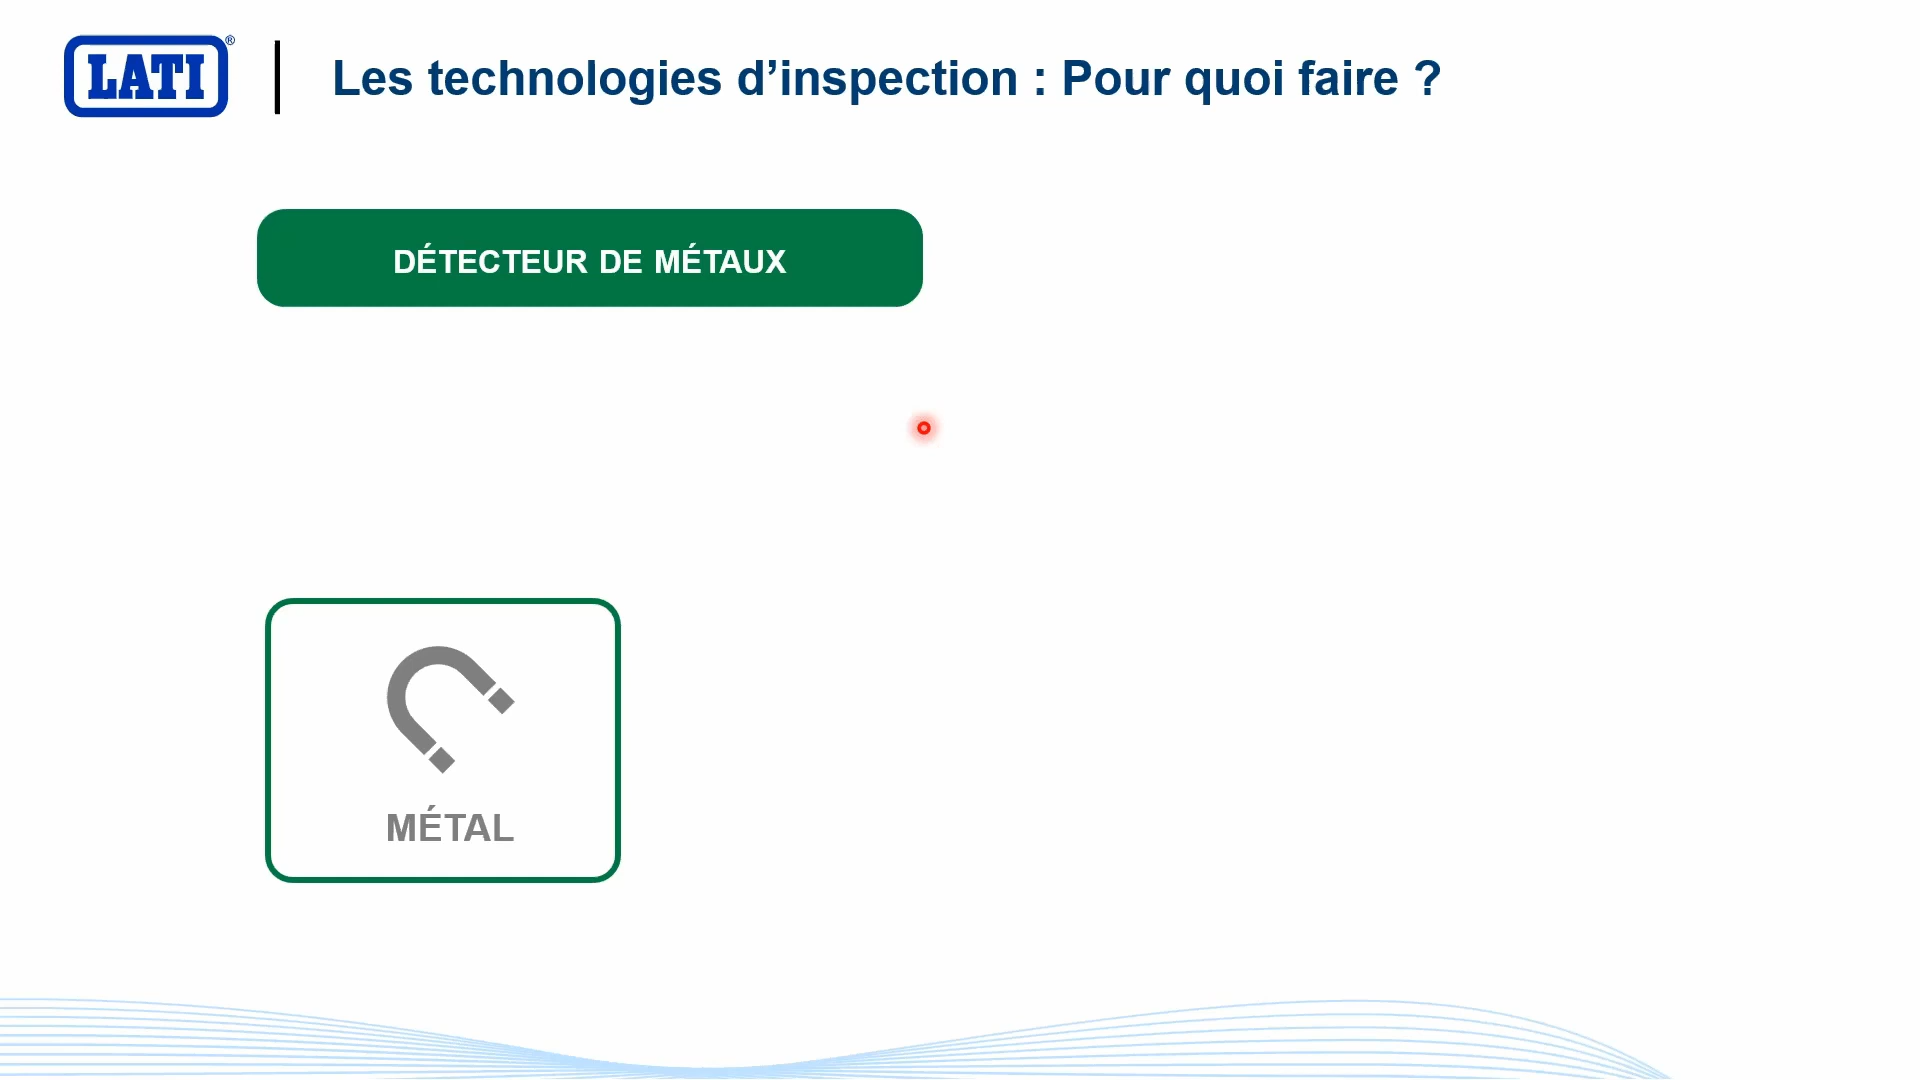 LATI®
Les technologies d’inspection : Pour quoi faire ?
DÉTECTEUR DE MÉTAUX
MÉTAL